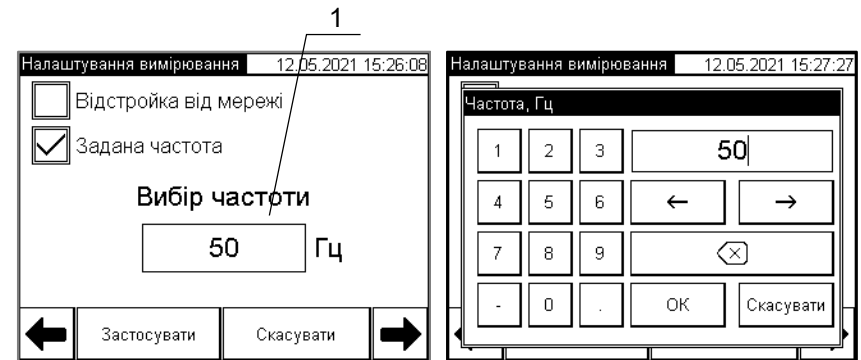 1
Налаштування вимірювання 12.05.2021 15:26:08
Відстройка від мережі
Задана частота
Вибір частоти
50 Гц
Застосувати Скасувати
Налаштування вимірювання 12.05.2021 15:27:27
Частота, Гц
1 2 3 50
4 5 6 ← →
7 8 9
- 0 . OK Скасувати